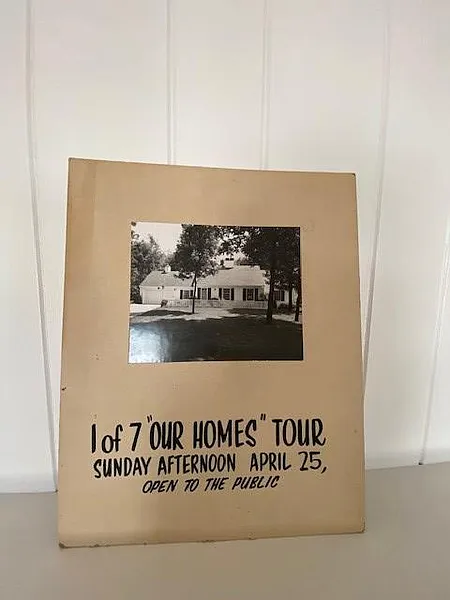 1 of 7 "OUR HOMES" TOUR
SUNDAY AFTERNOON APRIL 25,
OPEN TO THE PUBLIC